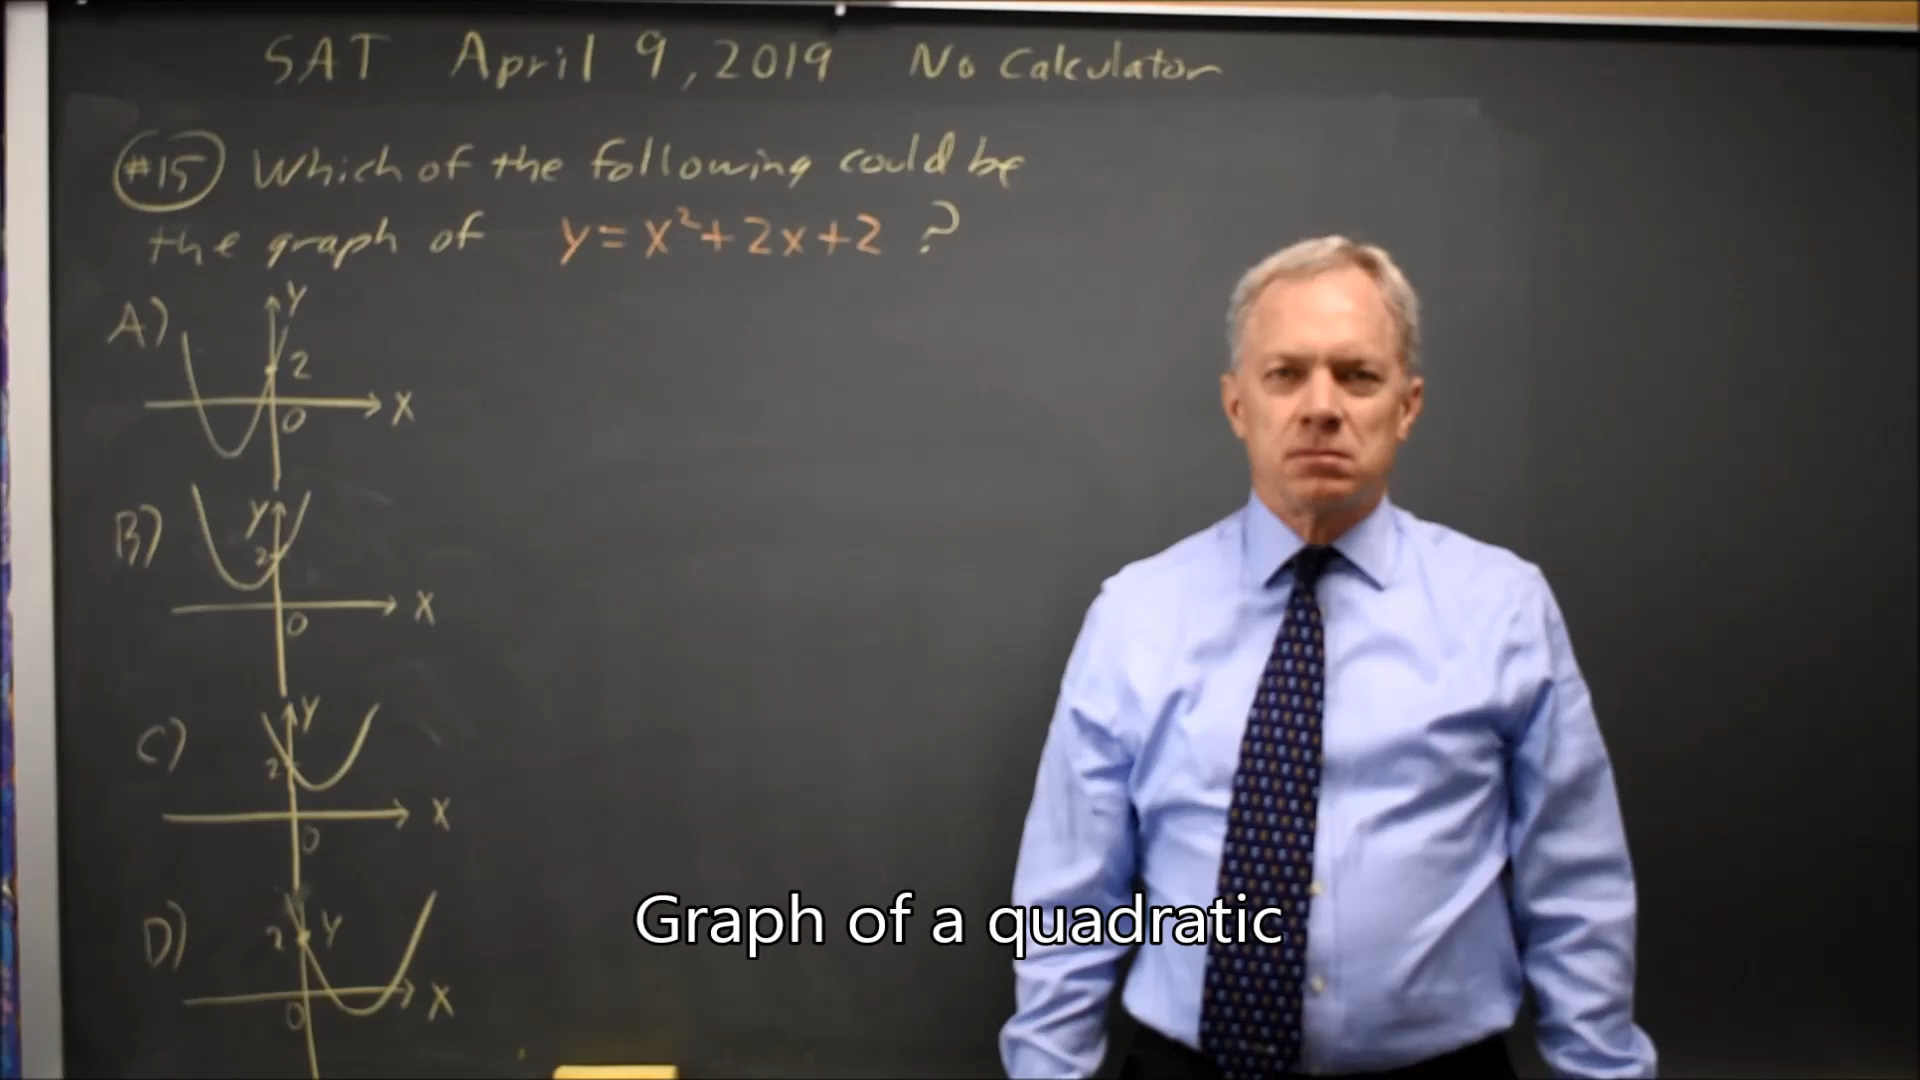 SAT April 9, 2019 No Calculator
#15 Which of the following could be
the graph of y=x²+2x+2 ?
A)
Y
2
X
0
B)
Y
2
X
0
C)
Y
2
X
0
D)
2 Y
X
0
Graph of a quadratic